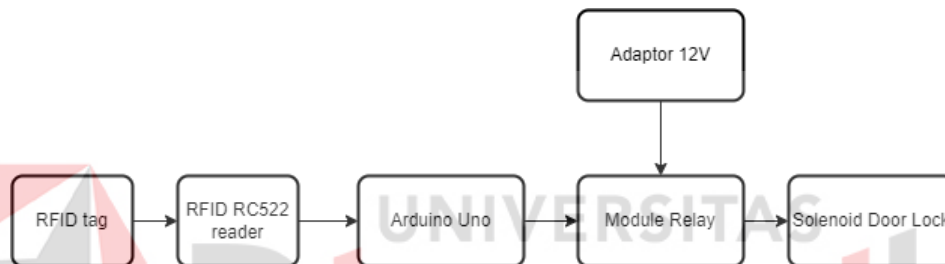 Adaptor 12V
RFID tag
RFID RC522
reader
Arduino Uno
Module Relay
Solenoid Door Lock
UNIVERSITAS